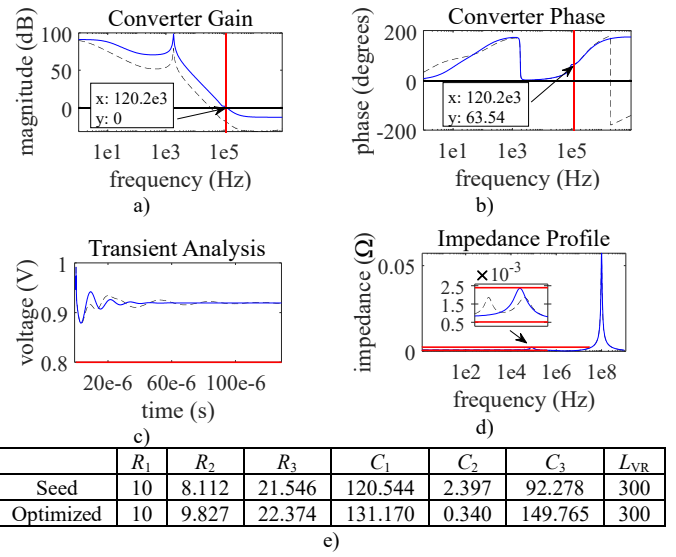 Converter Gain
magnitude (dB)
100
50
0
x: 120.2e3
y: 0
1e1 1e3 1e5
frequency (Hz)
a)
Converter Phase
phase (degrees)
200
0
-200
x: 120.2e3
y: 63.54
1e1 1e3 1e5
frequency (Hz)
b)
Transient Analysis
voltage (V)
1
0.9
0.8
20e-6 60e-6 100e-6
time (s)
c)
Impedance Profile
impedance (Ω)
0.05
0
×10⁻³
2.5
1.5
0.5
1e2 1e4 1e6 1e8
frequency (Hz)
d)
R₁ R₂ R₃ C₁ C₂ C₃ L_VR
Seed 10 8.112 21.546 120.544 2.397 92.278 300
Optimized 10 9.827 22.374 131.170 0.340 149.765 300
e)